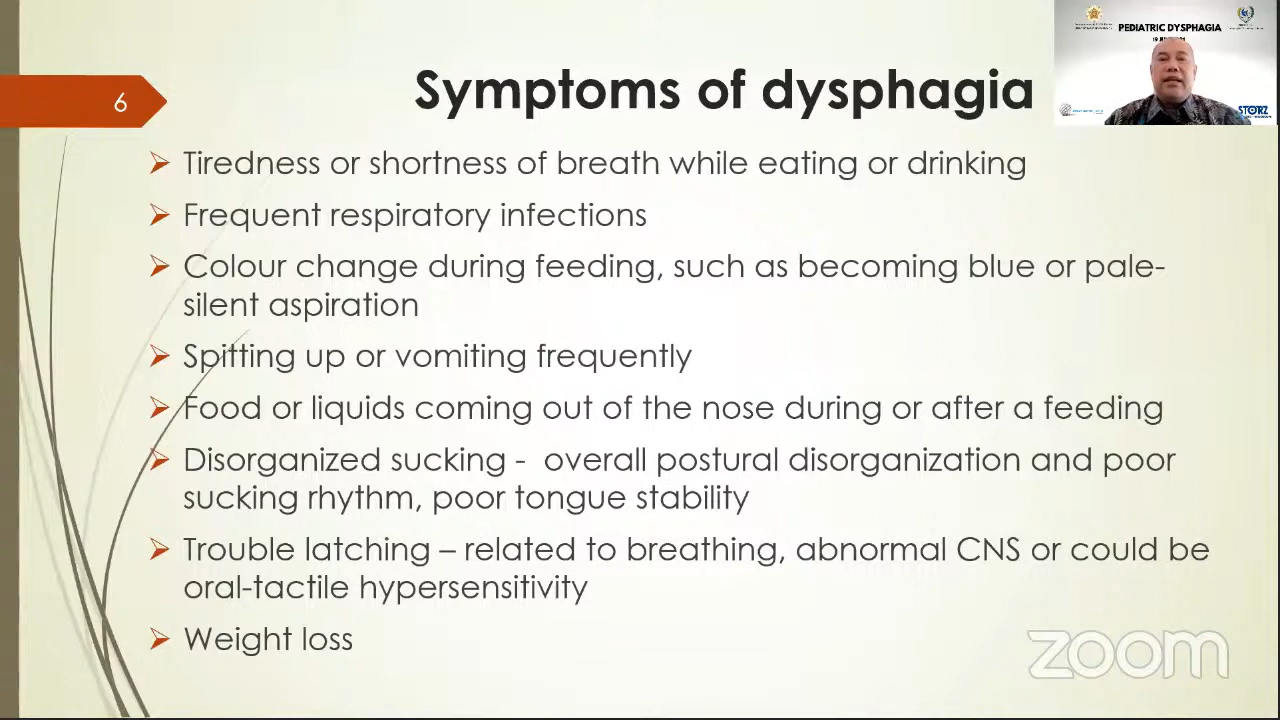 6
Symptoms of dysphagia
PEDIATRIC DYSPHAGIA
STORZ
Tiredness or shortness of breath while eating or drinking
Frequent respiratory infections
Colour change during feeding, such as becoming blue or pale-
silent aspiration
Spitting up or vomiting frequently
Food or liquids coming out of the nose during or after a feeding
Disorganized sucking - overall postural disorganization and poor
sucking rhythm, poor tongue stability
Trouble latching – related to breathing, abnormal CNS or could be
oral-tactile hypersensitivity
Weight loss
zoom